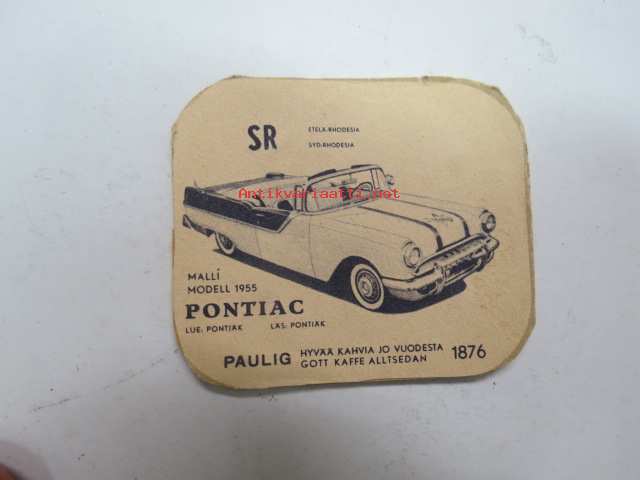 SR
ETELÄ-RHODESIA
SYD-RHODESIA
Antikvariaatti.net
MALLI
MODELL 1955
PONTIAC
LUE: PONTIAK LÄS: PONTIAK
PAULIG HYVÄÄ KAHVIA JO VUODESTA 1876
GOTT KAFFE ALLTSEDAN